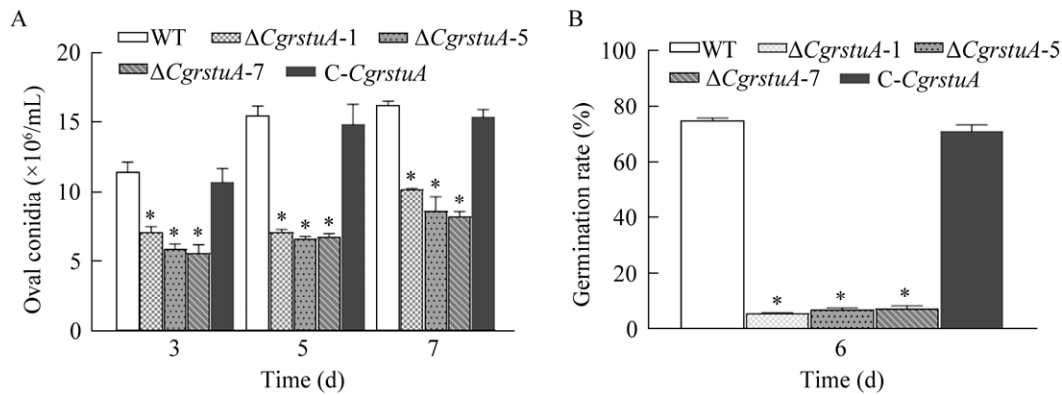 A
Oval conidia (×10⁶/mL)
20
15
10
5
0
WT ΔCgrstuA-1 ΔCgrstuA-5
ΔCgrstuA-7 C-CgrstuA
* * *
* * *
* * *
3 5 7
Time (d)
B
Germination rate (%)
100
80
60
40
20
0
WT ΔCgrstuA-1 ΔCgrstuA-5
ΔCgrstuA-7 C-CgrstuA
* * *
6
Time (d)